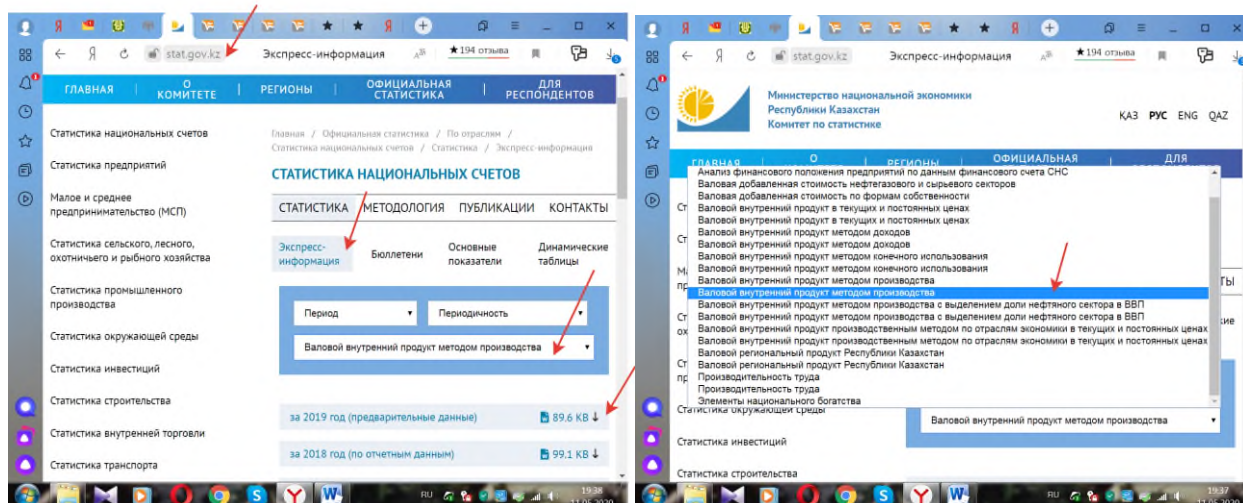 stat.gov.kz
Экспресс-информация
★194 отзыва
ГЛАВНАЯ
О КОМИТЕТЕ
РЕГИОНЫ
ОФИЦИАЛЬНАЯ СТАТИСТИКА
ДЛЯ РЕСПОНДЕНТОВ
Статистика национальных счетов
Статистика предприятий
Малое и среднее
предпринимательство (МСП)
Статистика сельского, лесного,
охотничьего и рыбного хозяйства
Статистика промышленного
производства
Статистика окружающей среды
Статистика инвестиций
Статистика строительства
Статистика внутренней торговли
Статистика транспорта
Главная / Официальная статистика / По отраслям /
Статистика национальных счетов / Статистика / Экспресс-информация
СТАТИСТИКА НАЦИОНАЛЬНЫХ СЧЕТОВ
СТАТИСТИКА МЕТОДОЛОГИЯ ПУБЛИКАЦИИ КОНТАКТЫ
Экспресс-
информация
Бюллетени
Основные
показатели
Динамические
таблицы
Период
Периодичность
Валовой внутренний продукт методом производства
за 2019 год (предварительные данные) 89.6 KB
за 2018 год (по отчетным данным) 99.1 KB
RU
19:38
11.05.2020
stat.gov.kz
Экспресс-информация
★194 отзыва
Министерство национальной экономики
Республики Казахстан
Комитет по статистике
ҚАЗ РУС ENG QAZ
ГЛАВНАЯ
О
РЕГИОНЫ
ОФИЦИАЛЬНАЯ
ДЛЯ
Анализ финансового положения предприятий по данным финансового счета СНС
Валовая добавленная стоимость нефтегазового и сырьевого секторов
Валовая добавленная стоимость по формам собственности
Валовой внутренний продукт в текущих и постоянных ценах
Валовой внутренний продукт в текущих и постоянных ценах
Валовой внутренний продукт методом доходов
Валовой внутренний продукт методом доходов
Валовой внутренний продукт методом конечного использования
Валовой внутренний продукт методом конечного использования
Валовой внутренний продукт методом производства
Валовой внутренний продукт методом производства
Валовой внутренний продукт методом производства с выделением доли нефтяного сектора в ВВП
Валовой внутренний продукт методом производства с выделением доли нефтяного сектора в ВВП
Валовой внутренний продукт производственным методом по отраслям экономики в текущих и постоянных ценах
Валовой внутренний продукт производственным методом по отраслям экономики в текущих и постоянных ценах
Валовой региональный продукт Республики Казахстан
Валовой региональный продукт Республики Казахстан
Производительность труда
Производительность труда
Элементы национального богатства
Статистика окружающей среды
Валовой внутренний продукт методом производства
Статистика инвестиций
Статистика строительства
RU
19:37